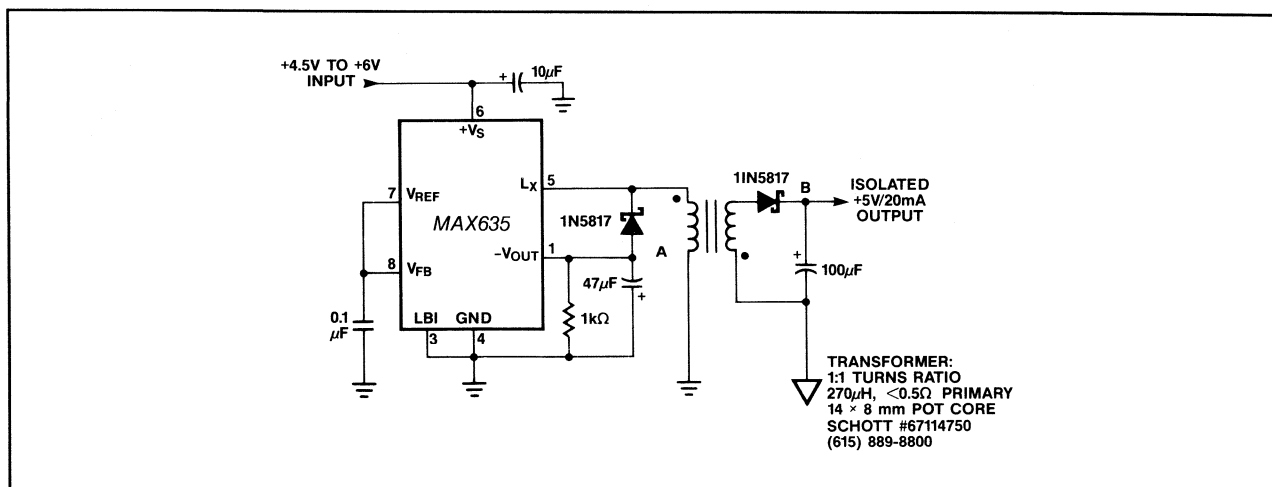 +4.5V TO +6V
INPUT
+
10µF
6
+VS
7
VREF
MAX635
LX
5
1N5817
−VOUT
1
8
VFB
A
47µF
+
1kΩ
0.1
µF
LBI
GND
3
4
1IN5817
B
ISOLATED
+5V/20mA
OUTPUT
+
100µF
TRANSFORMER:
1:1 TURNS RATIO
270µH, <0.5Ω PRIMARY
14 × 8 mm POT CORE
SCHOTT #67114750
(615) 889-8800